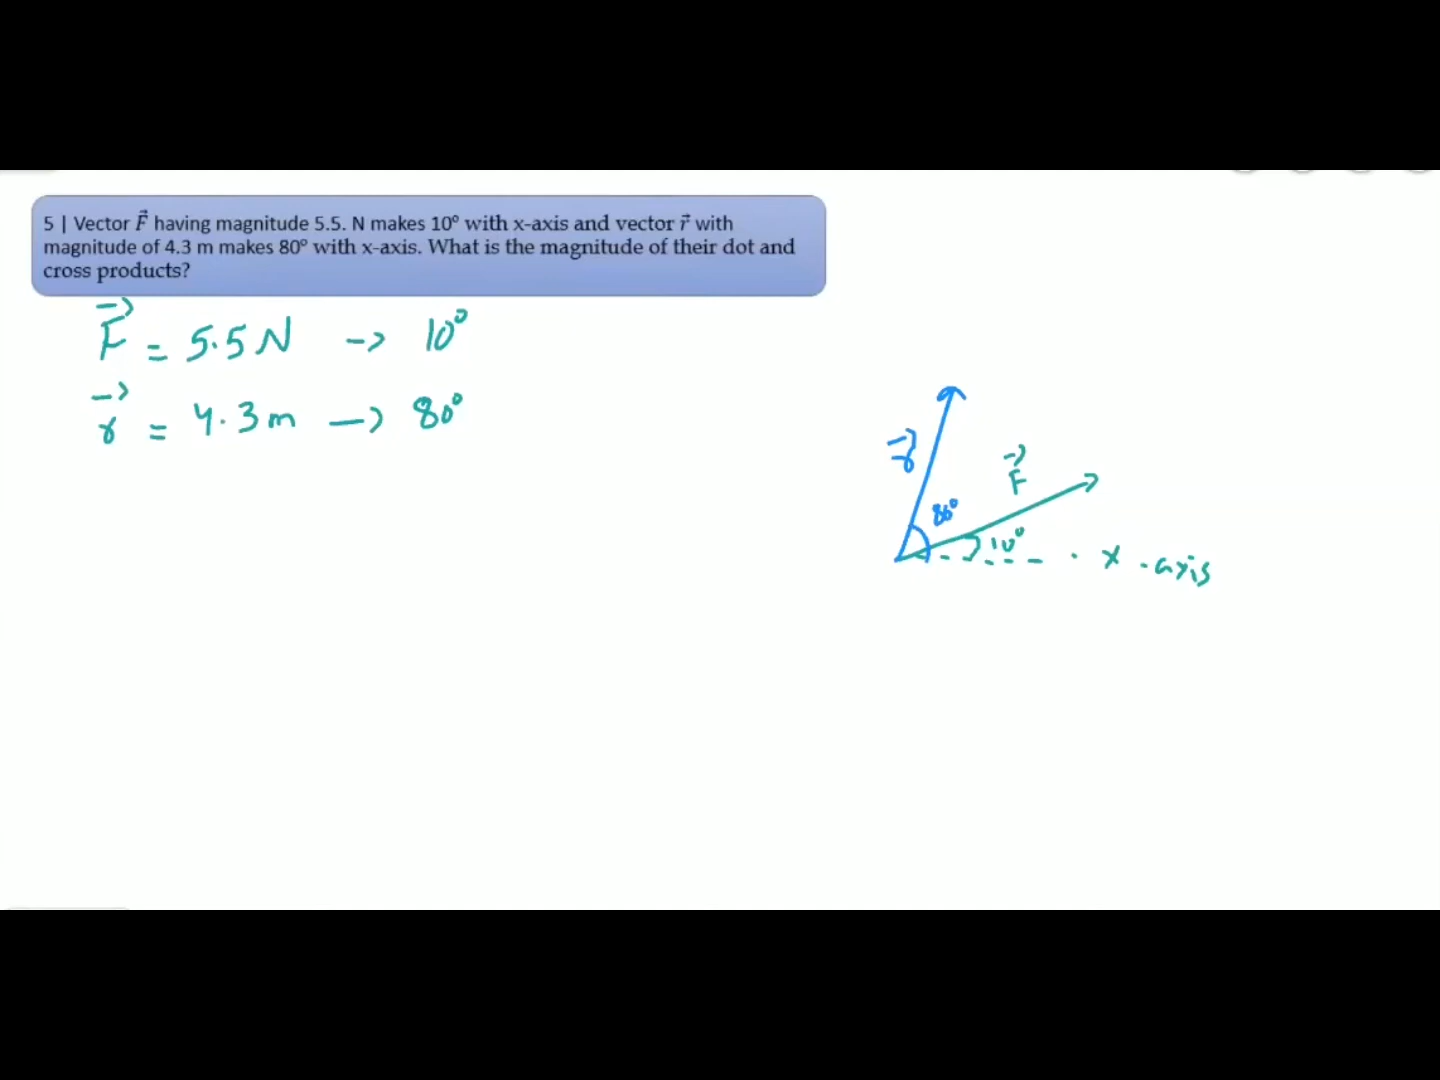 5 | Vector F⃗ having magnitude 5.5. N makes 10° with x-axis and vector r⃗ with
magnitude of 4.3 m makes 80° with x-axis. What is the magnitude of their dot and
cross products?
F⃗ = 5.5 N → 10°
r⃗ = 4.3 m → 80°
r⃗
F⃗
80°
10°
x-axis